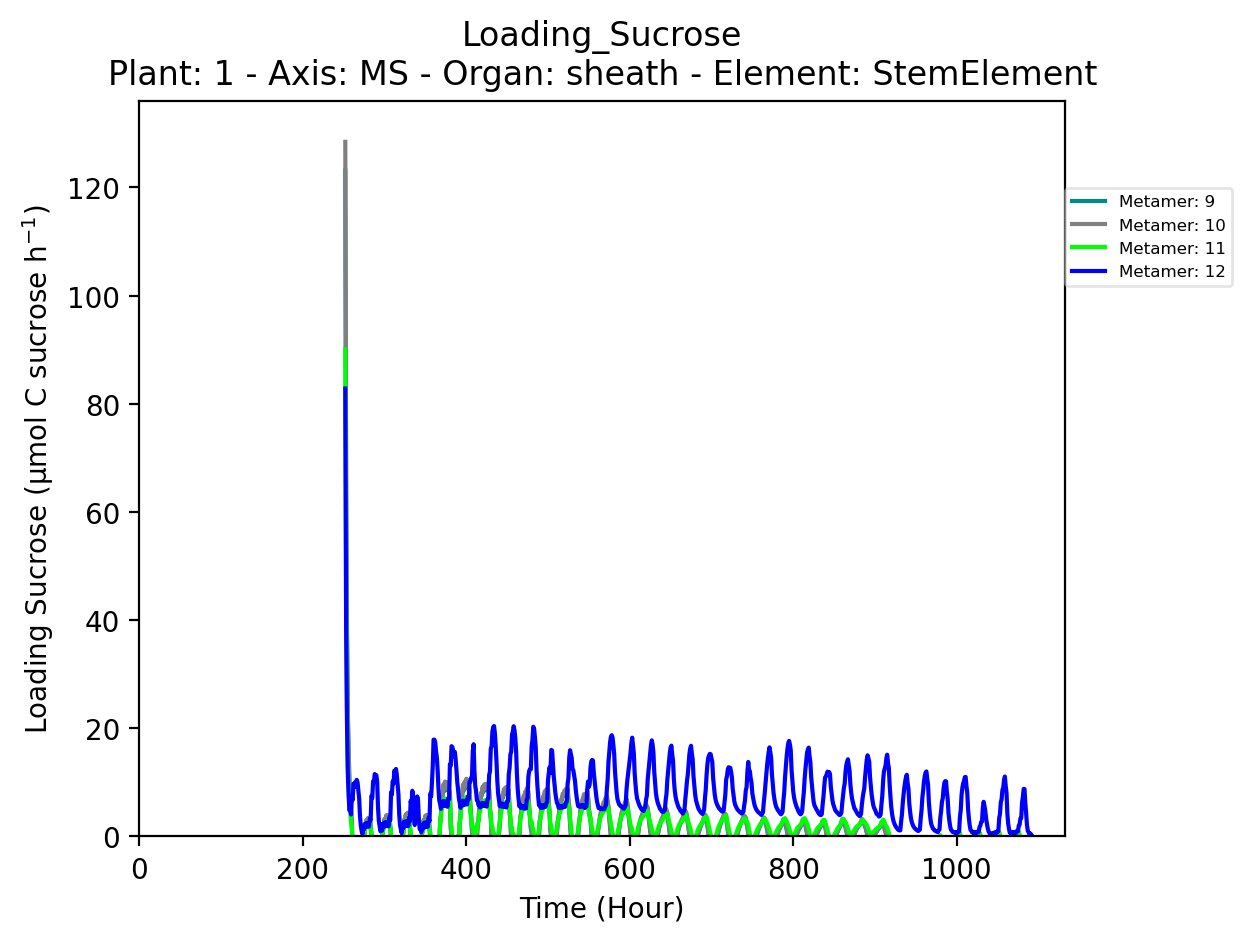 Loading_Sucrose
Plant: 1 - Axis: MS - Organ: sheath - Element: StemElement
Loading Sucrose (µmol C sucrose h⁻¹)
120
100
80
60
40
20
0
0 200 400 600 800 1000
Time (Hour)
Metamer: 9
Metamer: 10
Metamer: 11
Metamer: 12